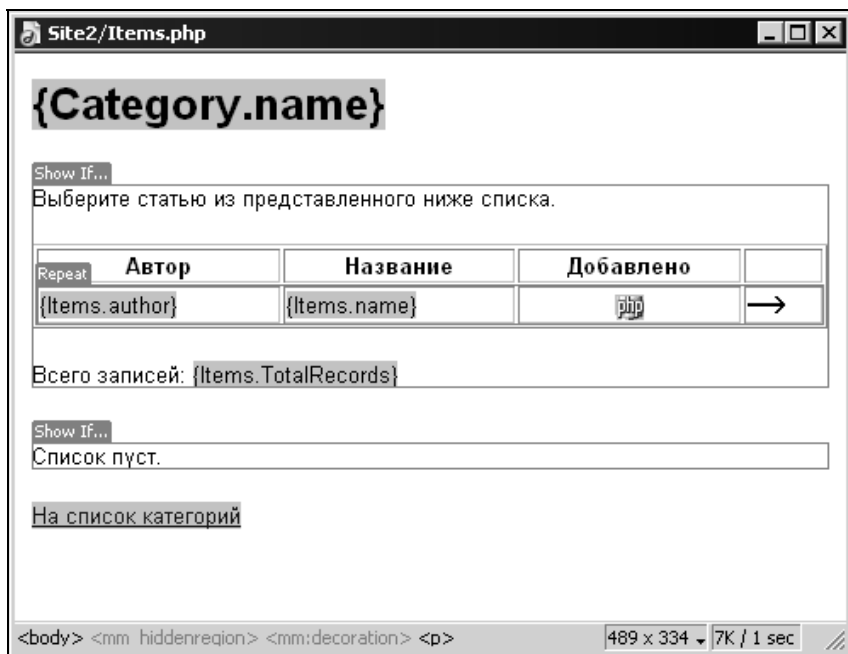 Site2/Items.php
{Category.name}
Show If...
Выберите статью из представленного ниже списка.
Repeat Автор Название Добавлено
{Items.author} {Items.name} php →
Всего записей: {Items.TotalRecords}
Show If...
Список пуст.
На список категорий
<body> <mm hiddenregion> <mm:decoration> <p> 489 x 334 7K / 1 sec